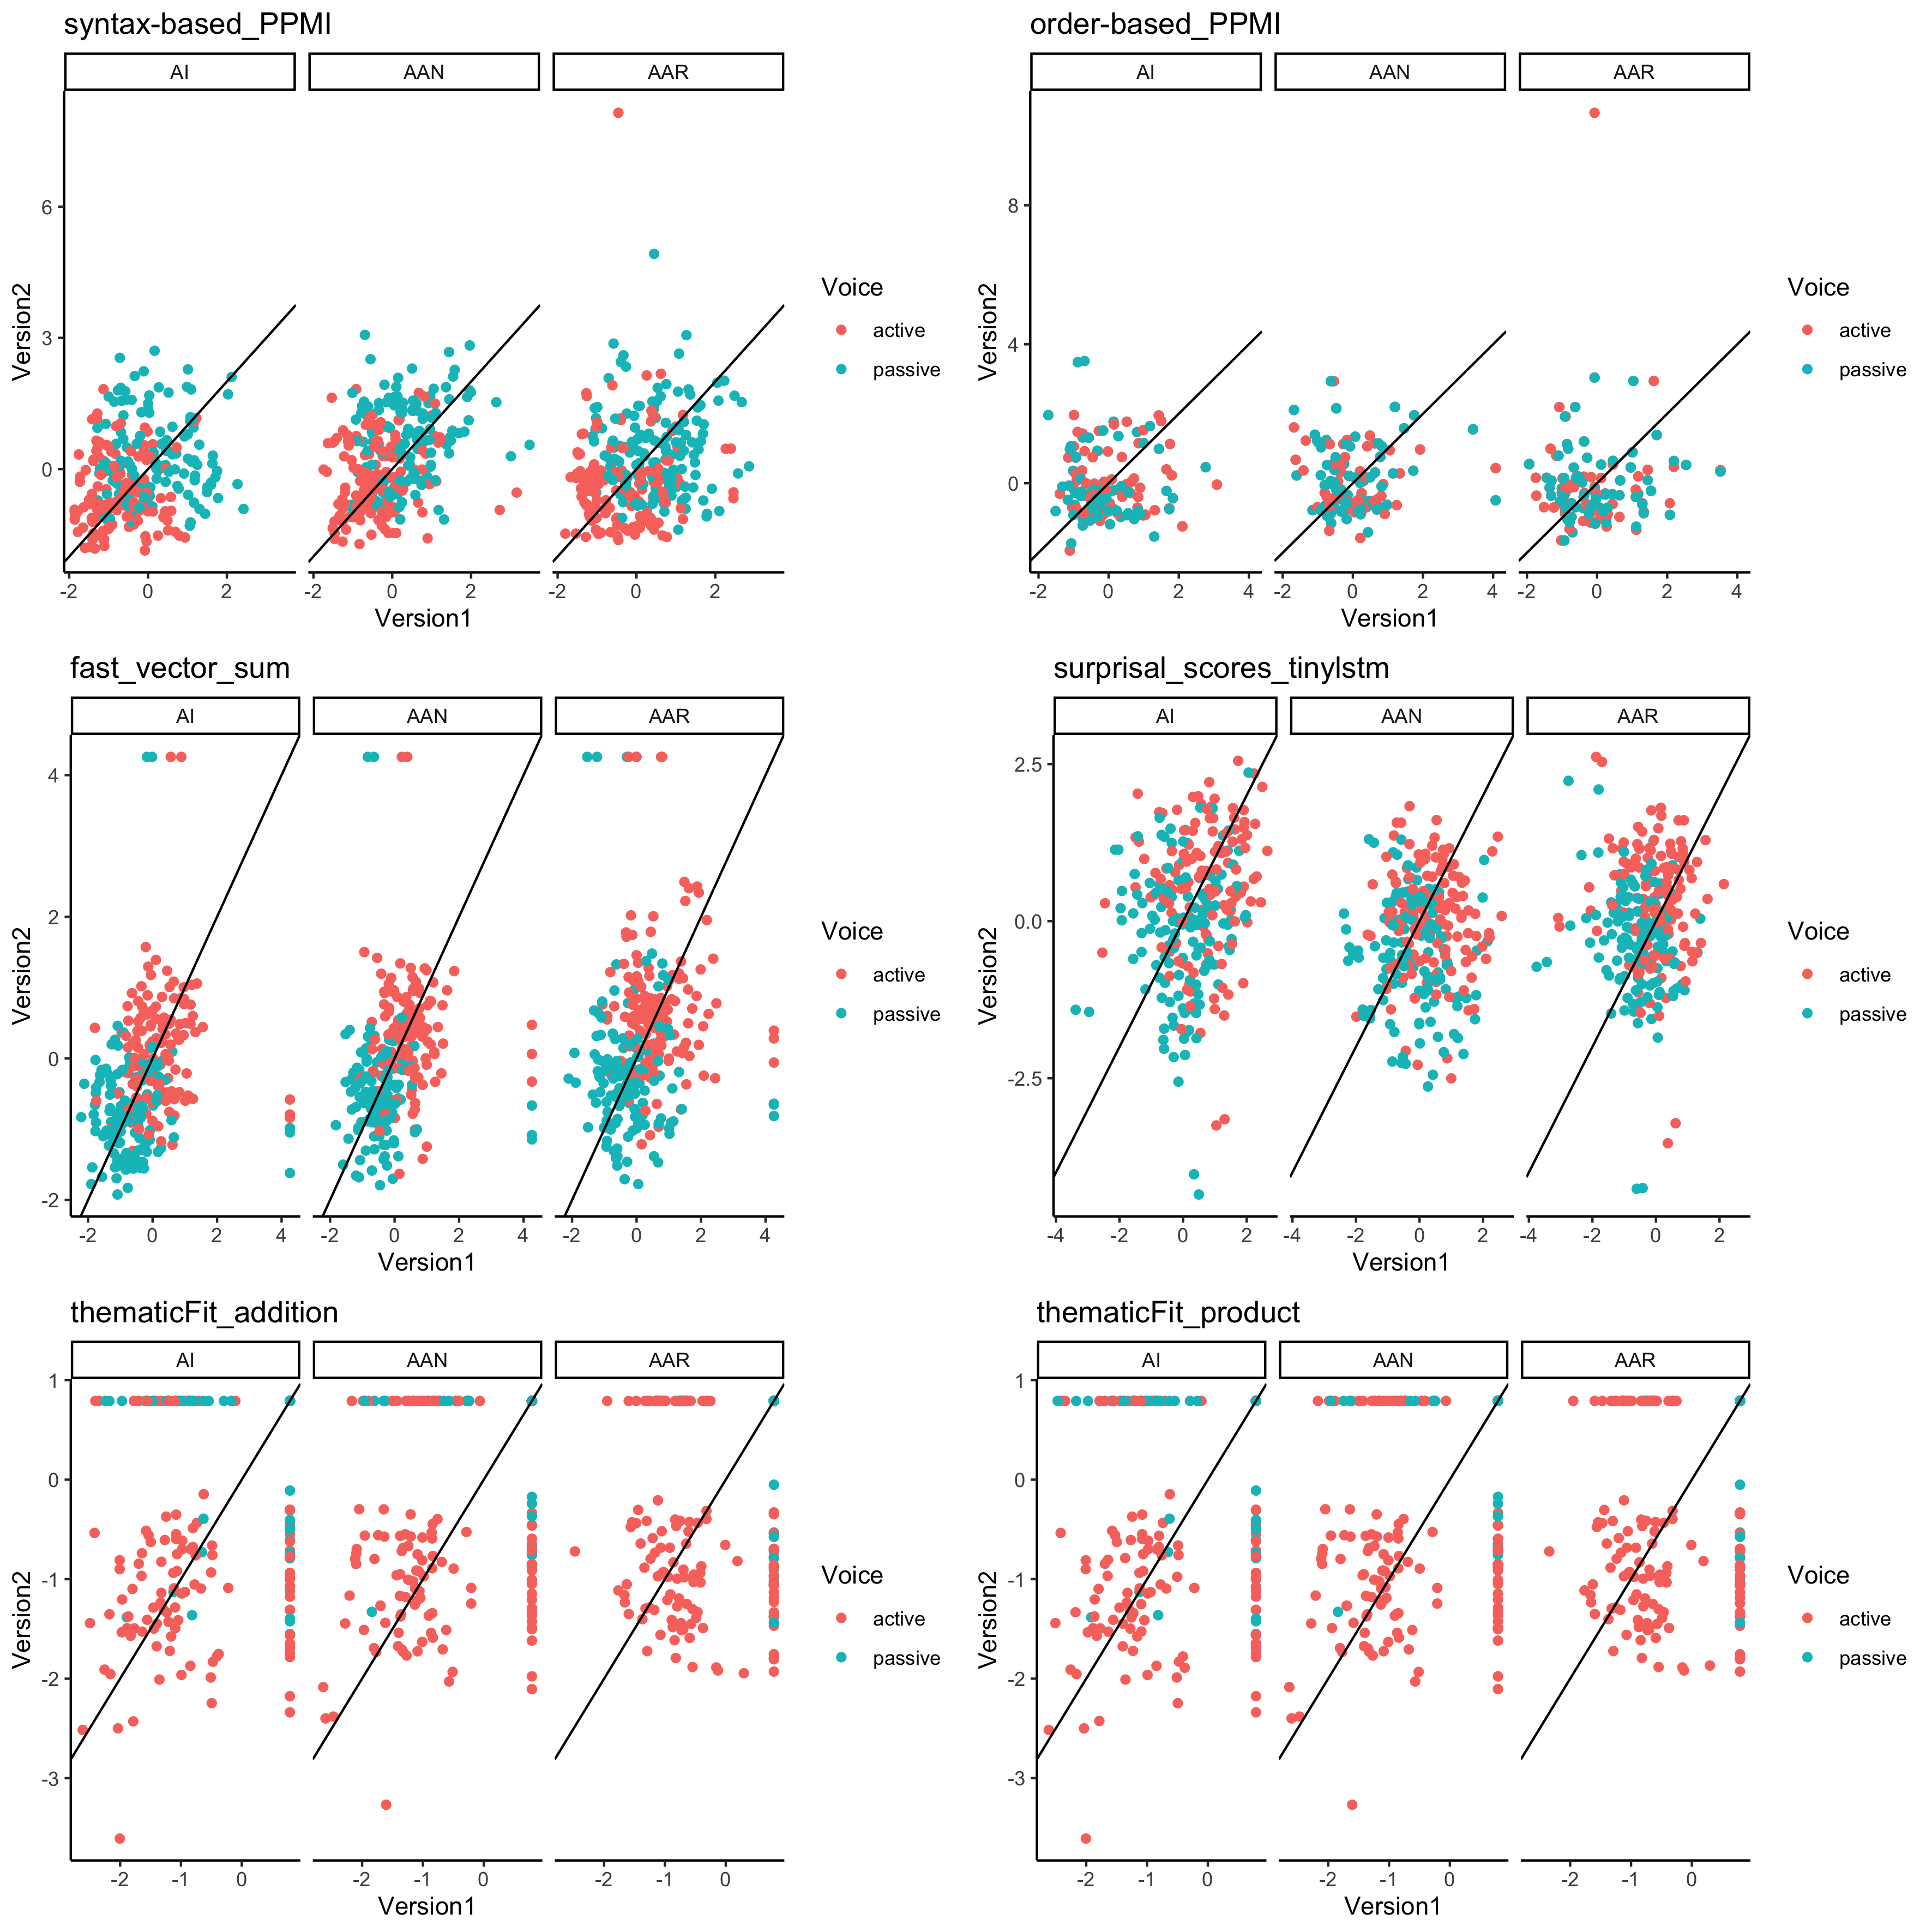 syntax-based_PPMI
AI AAN AAR
6
3
0
Version2
-2 0 2 -2 0 2 -2 0 2
Version1
Voice
active
passive
order-based_PPMI
AI AAN AAR
8
4
0
Version2
-2 0 2 4 -2 0 2 4 -2 0 2 4
Version1
Voice
active
passive
fast_vector_sum
AI AAN AAR
4
2
0
-2
Version2
-2 0 2 4 -2 0 2 4 -2 0 2 4
Version1
Voice
active
passive
surprisal_scores_tinylstm
AI AAN AAR
2.5
0.0
-2.5
Version2
-4 -2 0 2 -4 -2 0 2 -4 -2 0 2
Version1
Voice
active
passive
thematicFit_addition
AI AAN AAR
1
0
-1
-2
-3
Version2
-2 -1 0 -2 -1 0 -2 -1 0
Version1
Voice
active
passive
thematicFit_product
AI AAN AAR
1
0
-1
-2
-3
Version2
-2 -1 0 -2 -1 0 -2 -1 0
Version1
Voice
active
passive